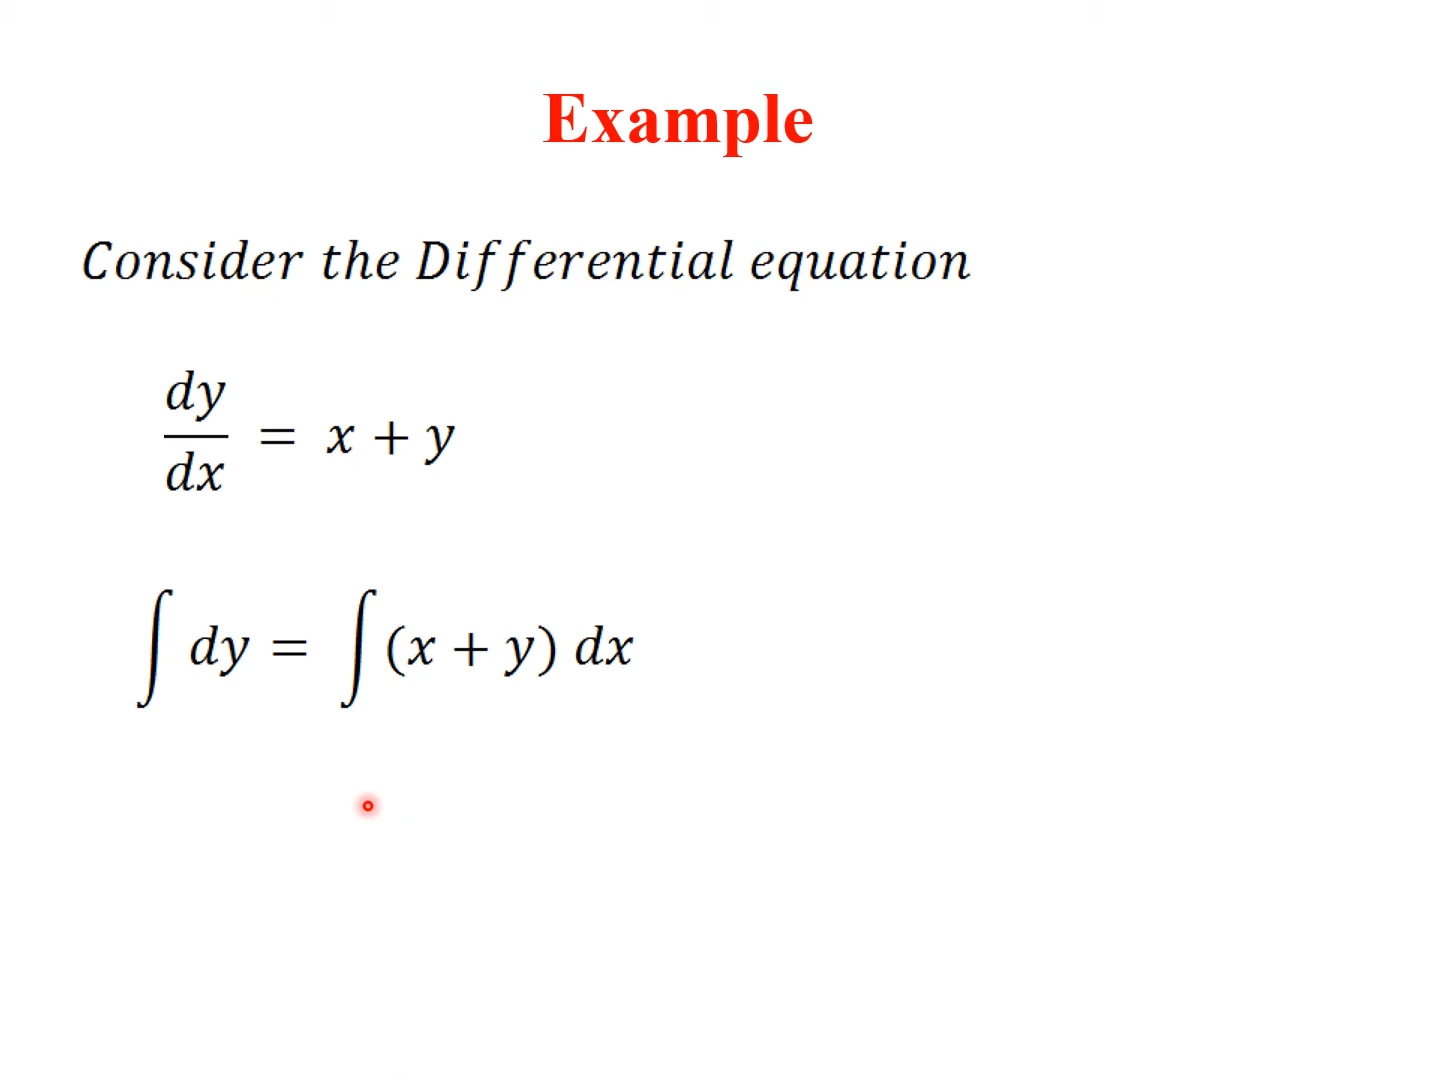 Example
Consider the Differential equation
dy/dx = x + y
∫ dy = ∫ (x + y) dx